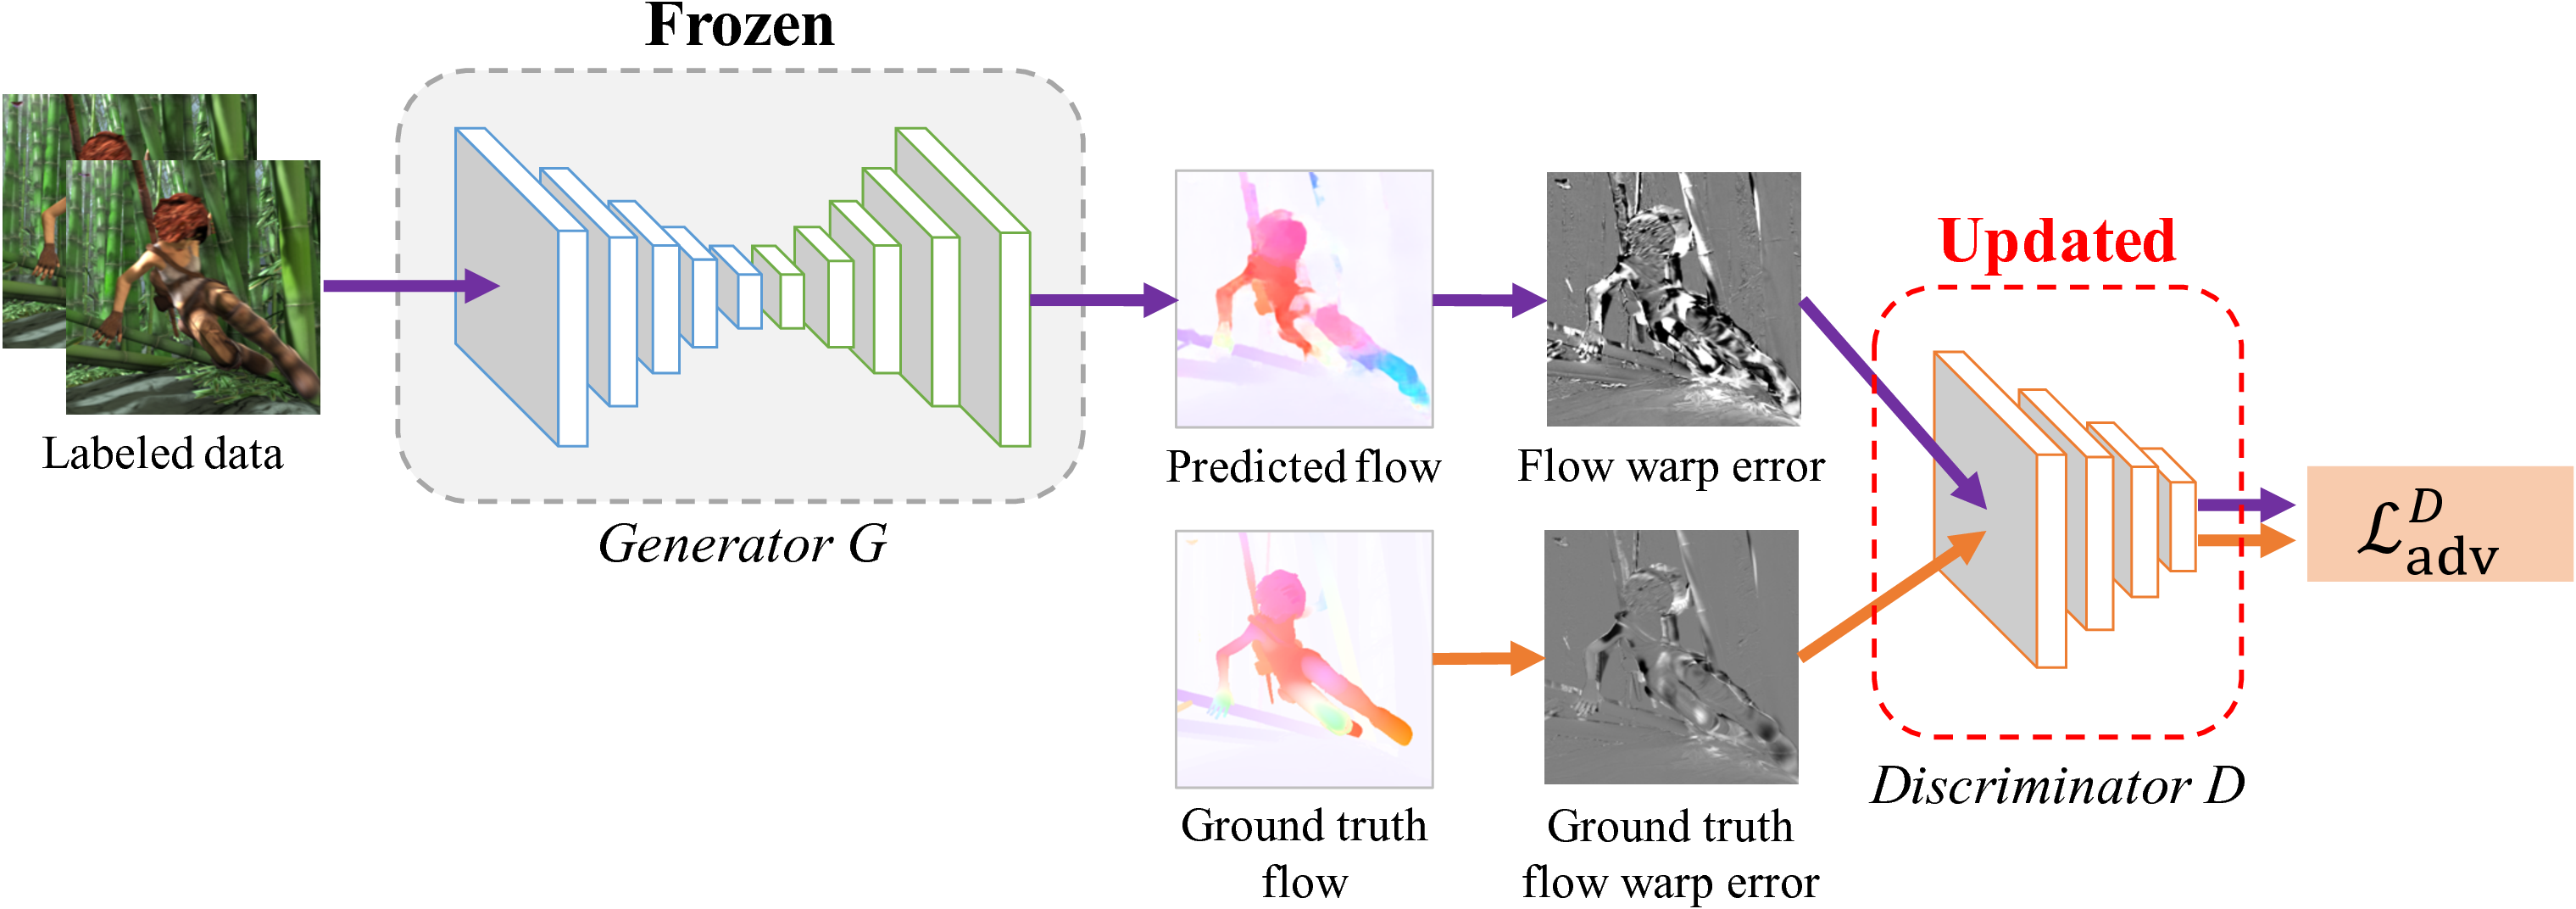 Frozen
Labeled data
Generator G
Predicted flow
Flow warp error
Ground truth
flow
Ground truth
flow warp error
Updated
Discriminator D
ℒ^D_adv